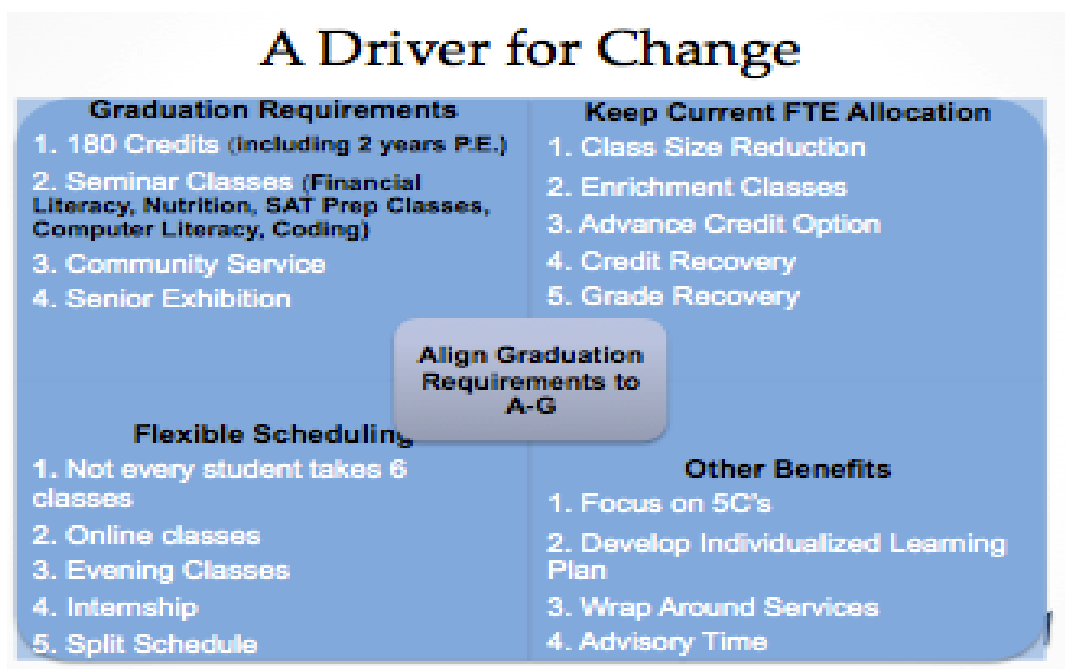 A Driver for Change
Graduation Requirements
1. 180 Credits (including 2 years P.E.)
2. Seminar Classes (Financial
Literacy, Nutrition, SAT Prep Classes,
Computer Literacy, Coding)
3. Community Service
4. Senior Exhibition
Keep Current FTE Allocation
1. Class Size Reduction
2. Enrichment Classes
3. Advance Credit Option
4. Credit Recovery
5. Grade Recovery
Align Graduation
Requirements to
A-G
Flexible Scheduling
1. Not every student takes 6
classes
2. Online classes
3. Evening Classes
4. Internship
5. Split Schedule
Other Benefits
1. Focus on 5C's
2. Develop Individualized Learning
Plan
3. Wrap Around Services
4. Advisory Time